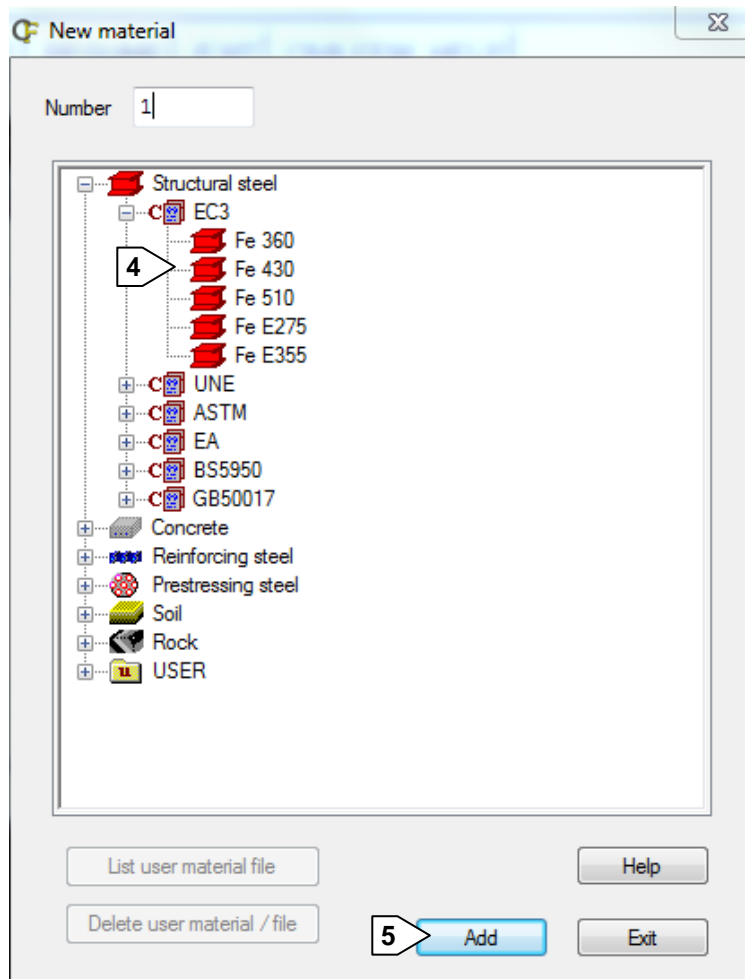 New material
Number 1
Structural steel
EC3
Fe 360
4
Fe 430
Fe 510
Fe E275
Fe E355
C UNE
C ASTM
C EA
C BS5950
C GB50017
Concrete
Reinforcing steel
Prestressing steel
Soil
Rock
u USER
List user material file Help
Delete user material / file 5 Add Exit